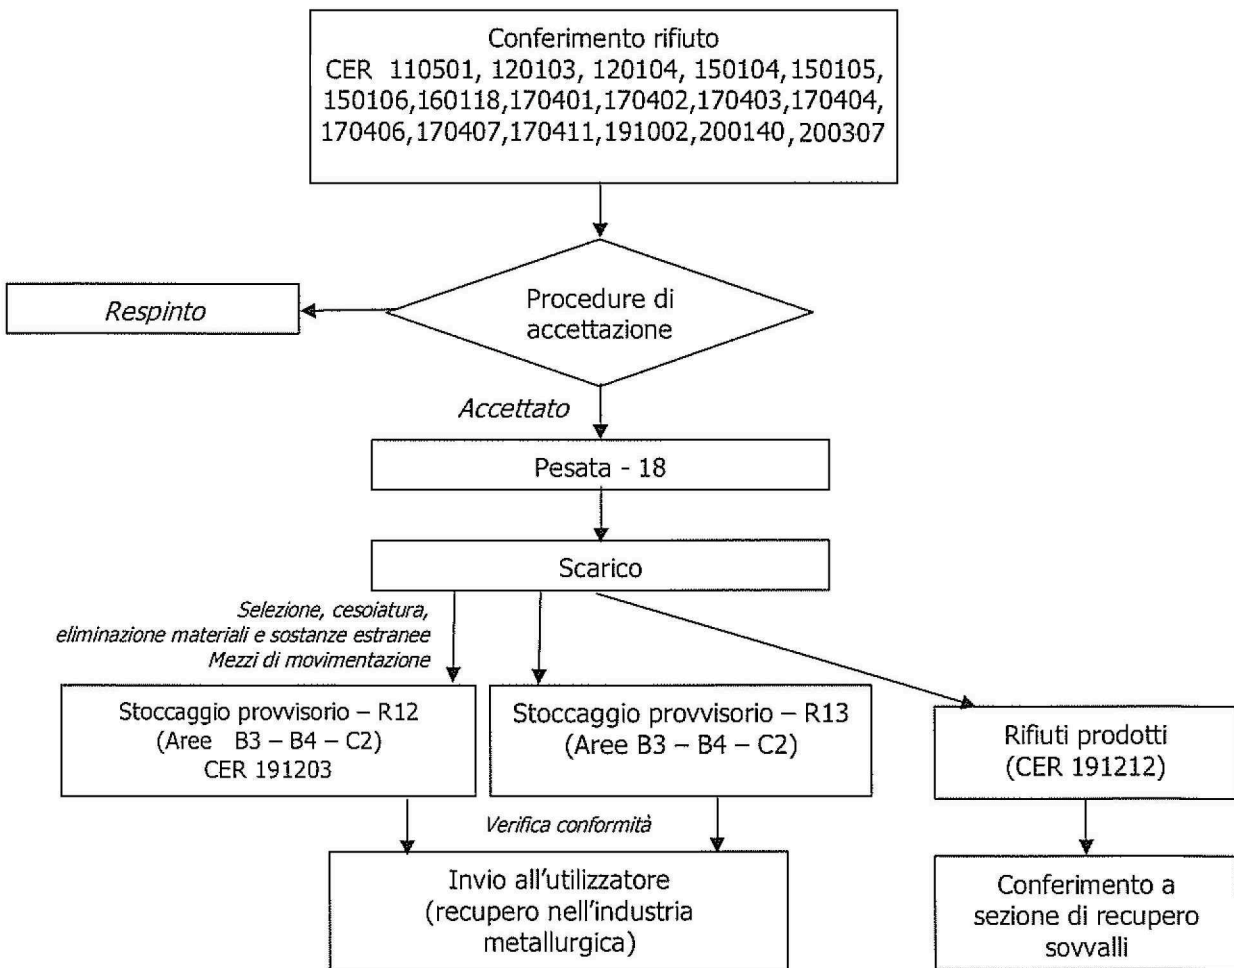 Conferimento rifiuto
CER 110501, 120103, 120104, 150104,150105,
150106,160118,170401,170402,170403,170404,
170406,170407,170411,191002,200140,200307
Procedure di
accettazione
Respinto
Accettato
Pesata - 18
Scarico
Selezione, cesoiatura,
eliminazione materiali e sostanze estranee
Mezzi di movimentazione
Stoccaggio provvisorio – R12
(Aree B3 – B4 – C2)
CER 191203
Stoccaggio provvisorio – R13
(Aree B3 – B4 – C2)
Rifiuti prodotti
(CER 191212)
Verifica conformità
Invio all'utilizzatore
(recupero nell'industria
metallurgica)
Conferimento a
sezione di recupero
sovvalli